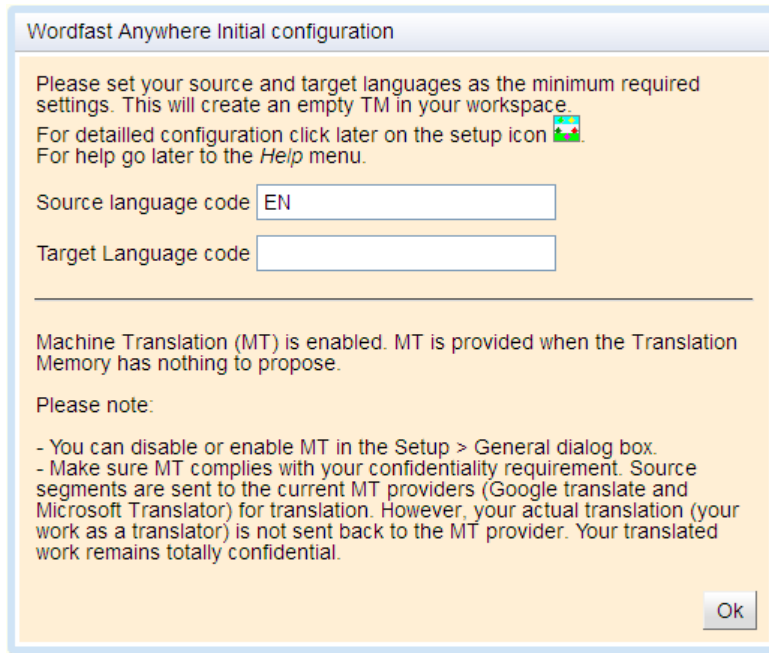 Wordfast Anywhere Initial configuration
Please set your source and target languages as the minimum required
settings. This will create an empty TM in your workspace.
For detailled configuration click later on the setup icon .
For help go later to the Help menu.
Source language code EN
Target Language code
Machine Translation (MT) is enabled. MT is provided when the Translation
Memory has nothing to propose.
Please note:
- You can disable or enable MT in the Setup > General dialog box.
- Make sure MT complies with your confidentiality requirement. Source
segments are sent to the current MT providers (Google translate and
Microsoft Translator) for translation. However, your actual translation (your
work as a translator) is not sent back to the MT provider. Your translated
work remains totally confidential.
Ok